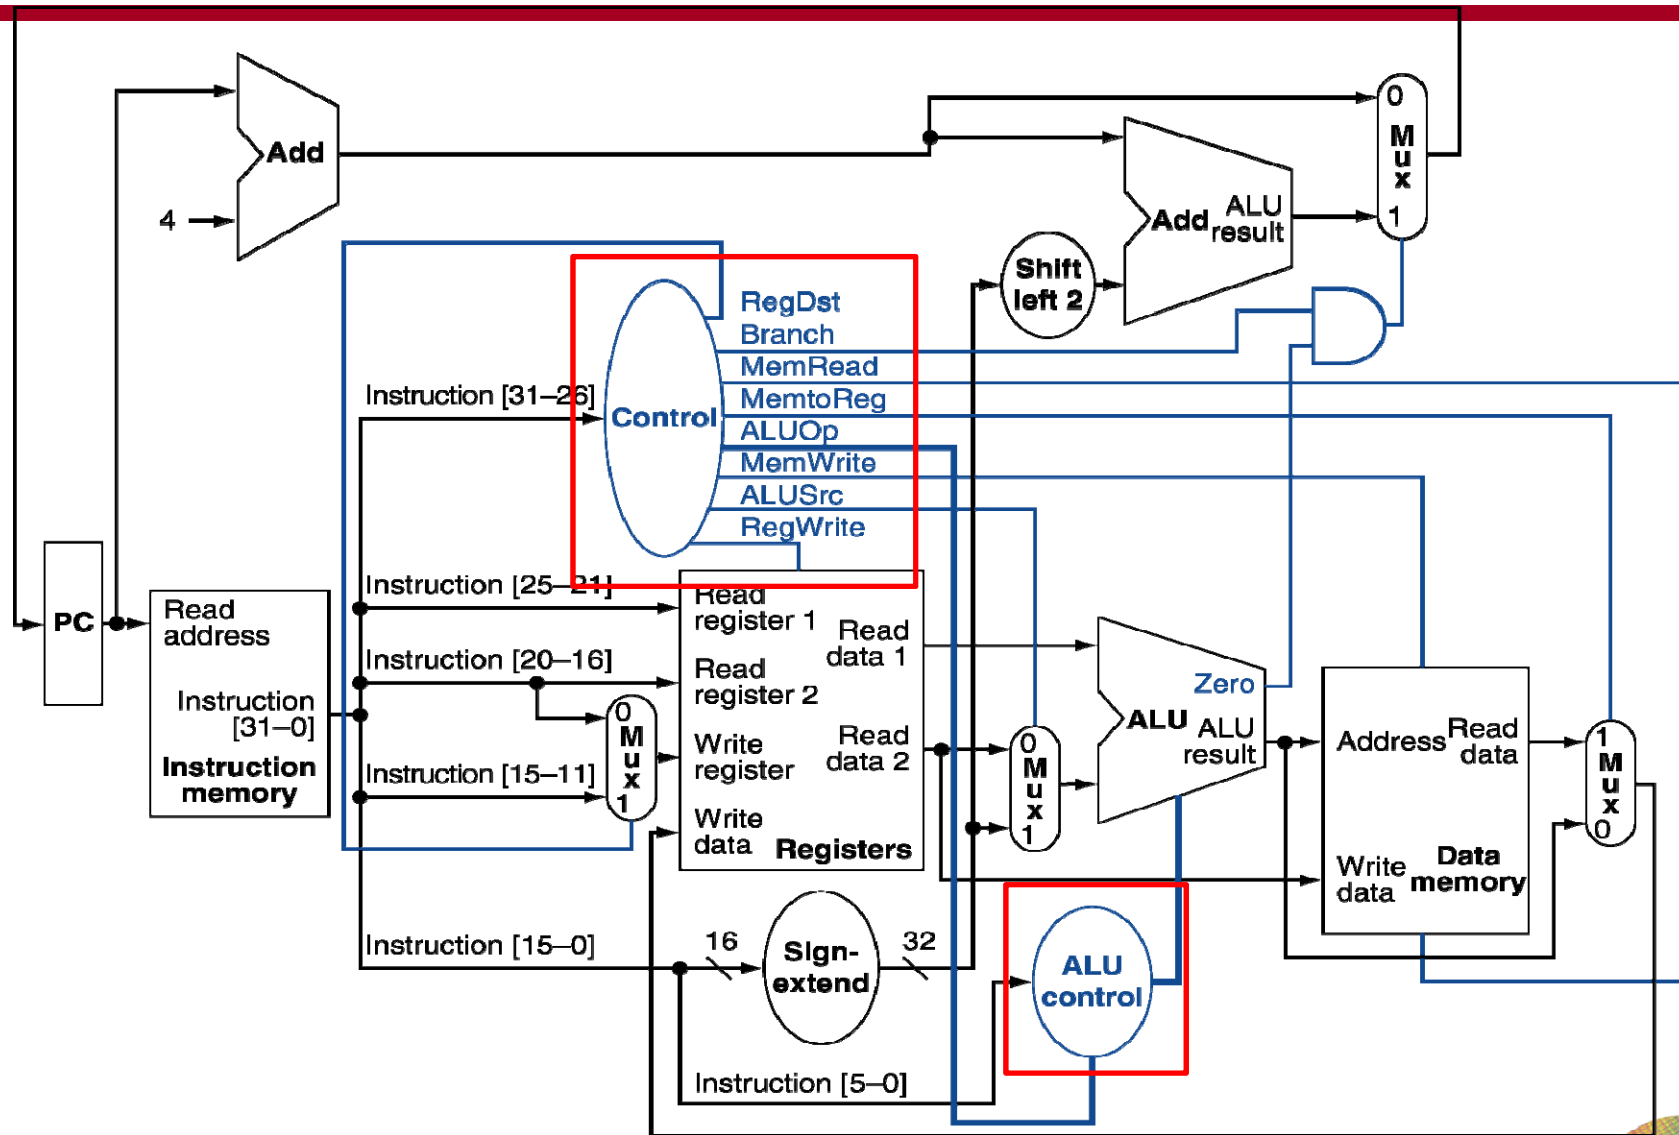 0
M
u
x
1
Add
4
Add ALU
result
Shift
left 2
RegDst
Branch
MemRead
MemtoReg
ALUOp
MemWrite
ALUSrc
RegWrite
Control
Instruction [31–26]
Instruction [25–21]
Instruction [20–16]
Instruction [15–11]
Instruction [15–0]
Instruction [5–0]
PC
Read
address
Instruction
[31–0]
Instruction
memory
0
M
u
x
1
Read
register 1
Read
register 2
Write
register
Write
data
Read
data 1
Read
data 2
Registers
0
M
u
x
1
Zero
ALU ALU
result
Address
Read
data
Write
data
Data
memory
1
M
u
x
0
16
SIgn-
extend
32
ALU
control